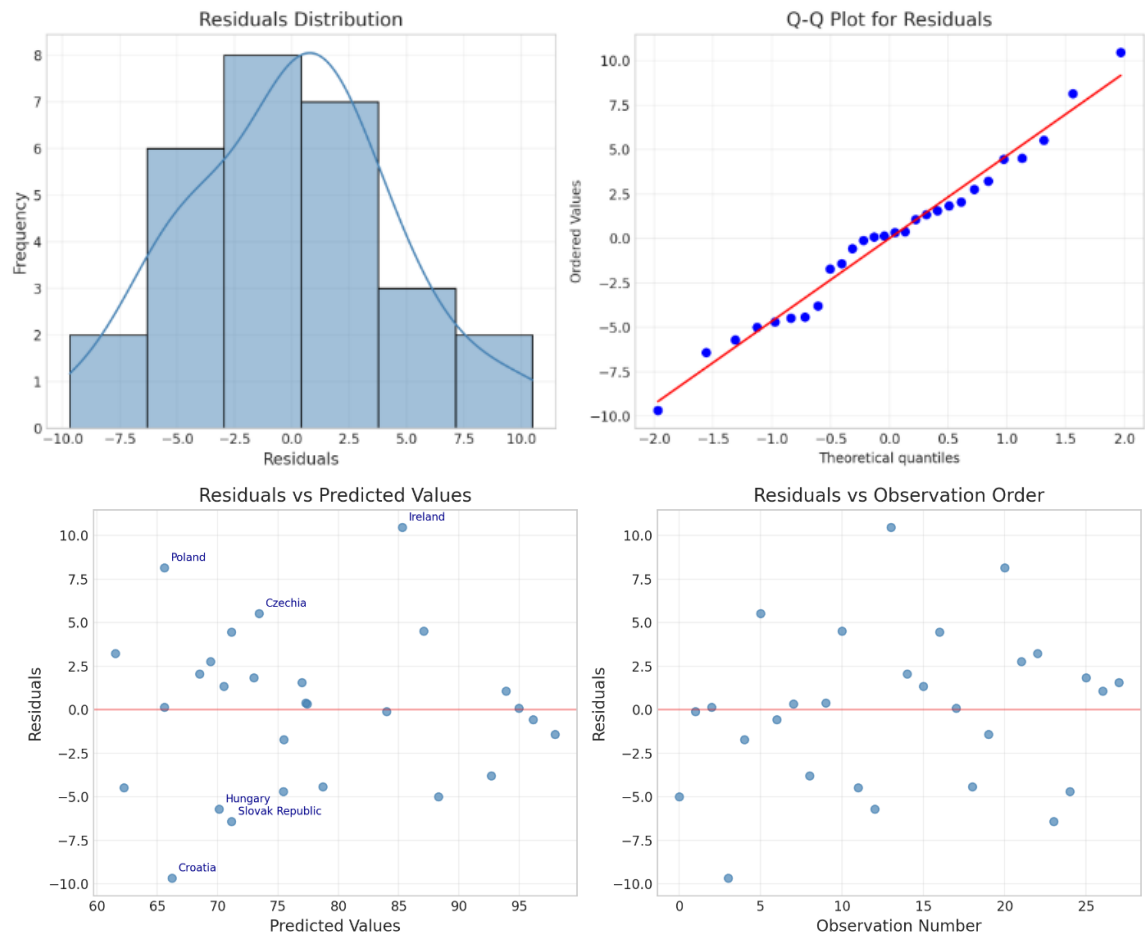 Residuals Distribution
Frequency
8
7
6
5
4
3
2
1
0
−10.0 −7.5 −5.0 −2.5 0.0 2.5 5.0 7.5 10.0
Residuals
Q-Q Plot for Residuals
Ordered Values
10.0
7.5
5.0
2.5
0.0
−2.5
−5.0
−7.5
−10.0
−2.0 −1.5 −1.0 −0.5 0.0 0.5 1.0 1.5 2.0
Theoretical quantiles
Residuals vs Predicted Values
Residuals
10.0
7.5
5.0
2.5
0.0
−2.5
−5.0
−7.5
−10.0
Ireland
Poland
Czechia
Hungary
Slovak Republic
Croatia
60 65 70 75 80 85 90 95
Predicted Values
Residuals vs Observation Order
Residuals
10.0
7.5
5.0
2.5
0.0
−2.5
−5.0
−7.5
−10.0
0 5 10 15 20 25
Observation Number